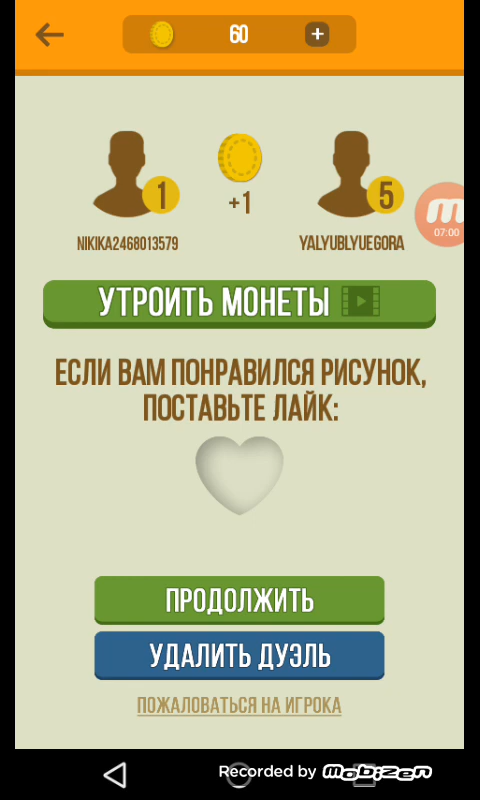 60
+
1
+1
5
07:00
NIKIKA2468013579
YALYUBLYUEGORA
УТРОИТЬ МОНЕТЫ
ЕСЛИ ВАМ ПОНРАВИЛСЯ РИСУНОК,
ПОСТАВЬТЕ ЛАЙК:
ПРОДОЛЖИТЬ
УДАЛИТЬ ДУЭЛЬ
ПОЖАЛОВАТЬСЯ НА ИГРОКА
Recorded by Mobizen